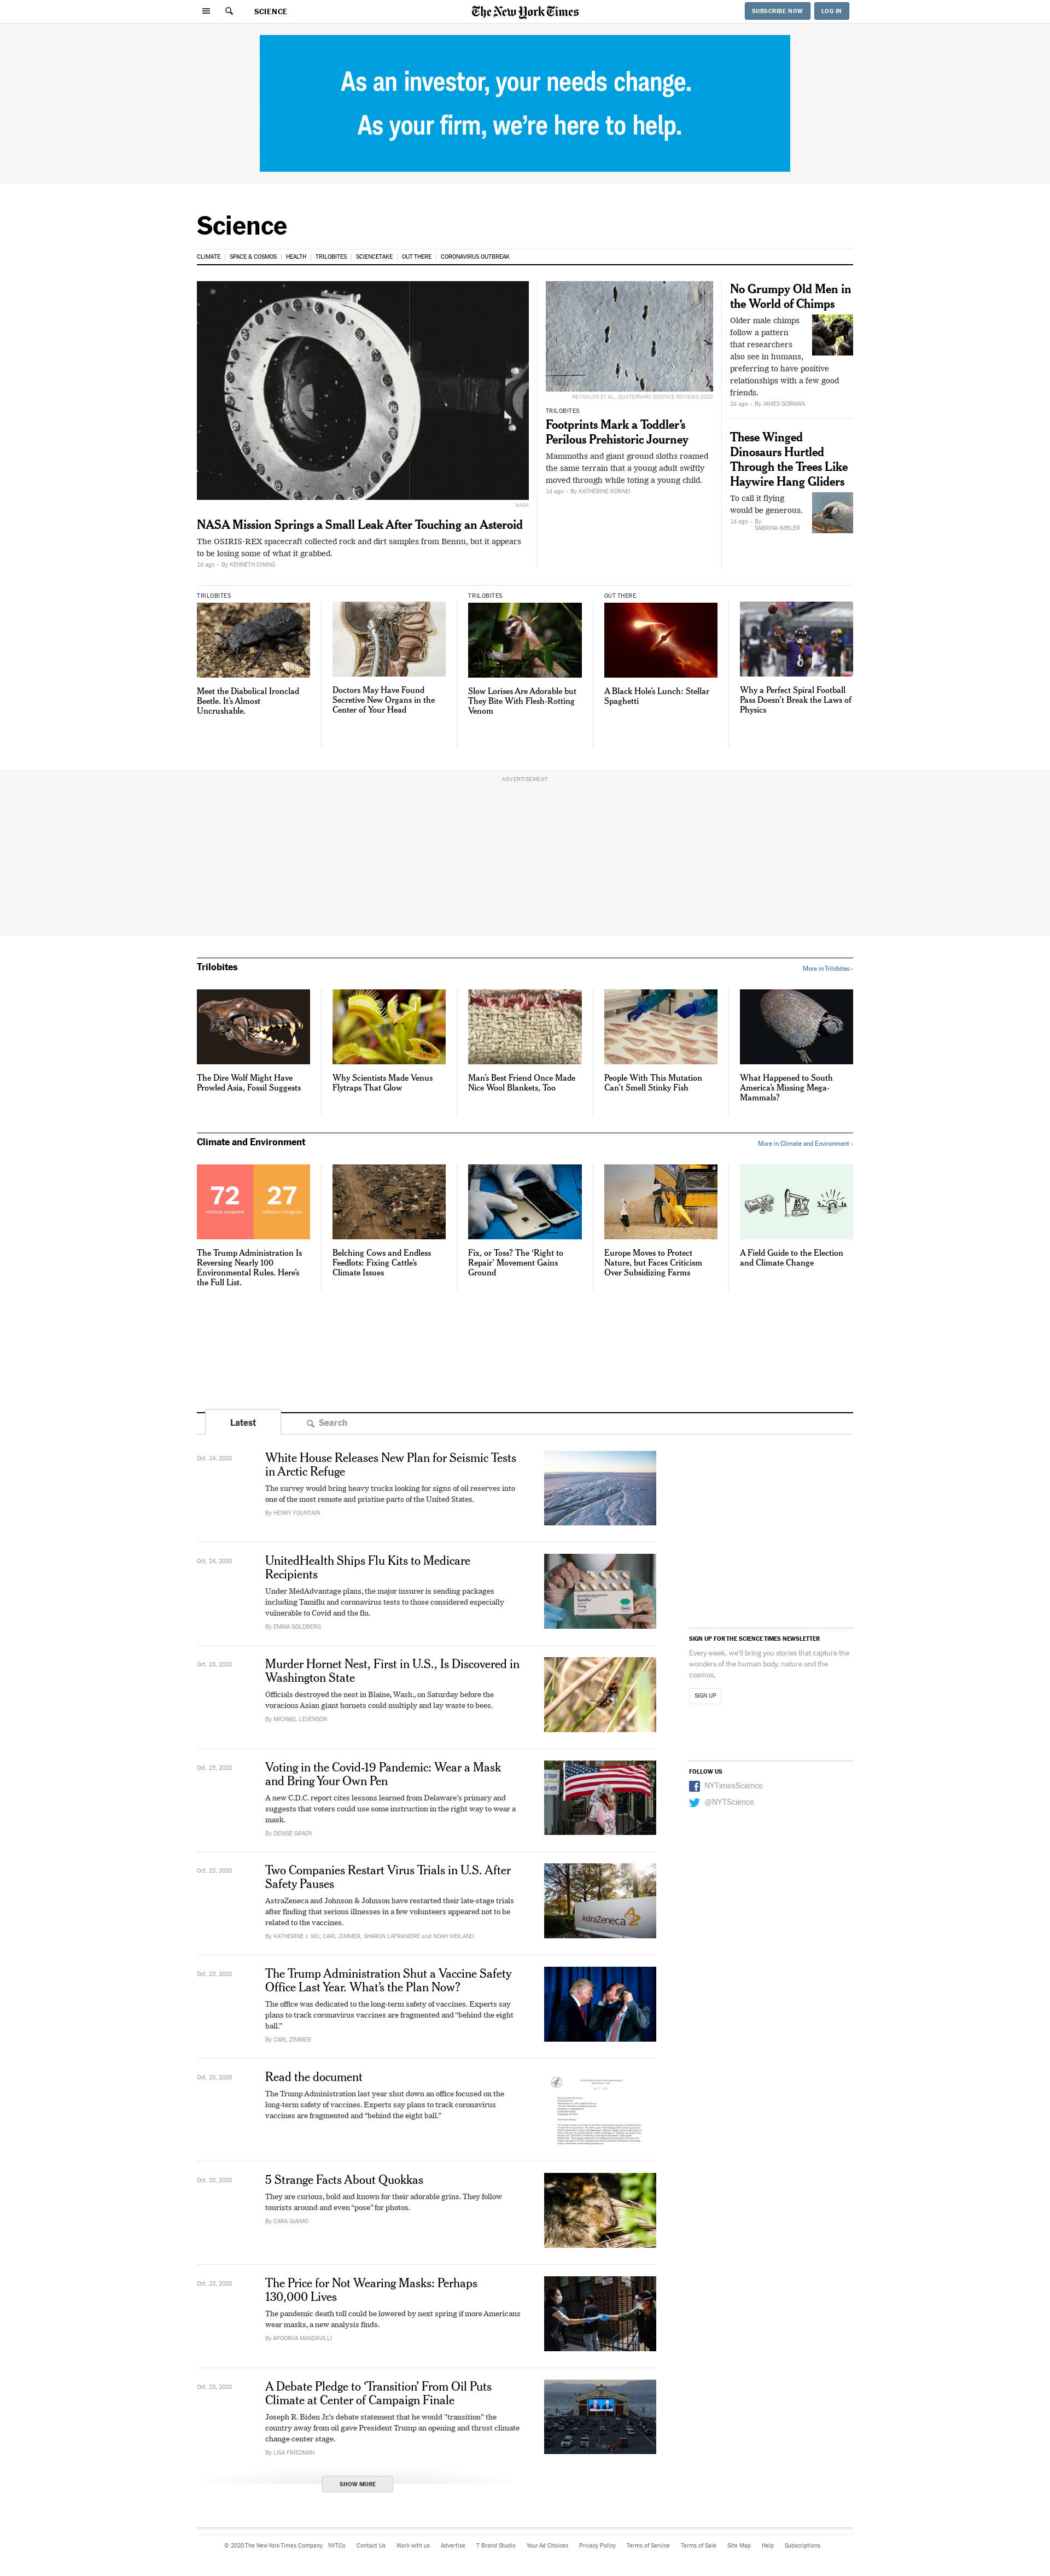 SCIENCE
The New York Times
SUBSCRIBE NOW
LOG IN
As an investor, your needs change.
As your firm, we're here to help.
Science
CLIMATE
SPACE & COSMOS
HEALTH
TRILOBITES
SCIENCETAKE
OUT THERE
CORONAVIRUS OUTBREAK
NASA
NASA Mission Springs a Small Leak After Touching an Asteroid
The OSIRIS-REX spacecraft collected rock and dirt samples from Bennu, but it appears
to be losing some of what it grabbed.
1d ago • By KENNETH CHANG
REYNOLDS ET AL., QUATERNARY SCIENCE REVIEWS 2020
TRILOBITES
Footprints Mark a Toddler's
Perilous Prehistoric Journey
Mammoths and giant ground sloths roamed
the same terrain that a young adult swiftly
moved through while toting a young child.
1d ago • By KATHERINE KORNEI
No Grumpy Old Men in
the World of Chimps
Older male chimps
follow a pattern
that researchers
also see in humans,
preferring to have positive
relationships with a few good
friends.
2d ago • By JAMES GORMAN
These Winged
Dinosaurs Hurtled
Through the Trees Like
Haywire Hang Gliders
To call it flying
would be generous.
1d ago • By
SABRINA IMBLER
TRILOBITES
Meet the Diabolical Ironclad
Beetle. It's Almost
Uncrushable.
Doctors May Have Found
Secretive New Organs in the
Center of Your Head
TRILOBITES
Slow Lorises Are Adorable but
They Bite With Flesh-Rotting
Venom
OUT THERE
A Black Hole's Lunch: Stellar
Spaghetti
8
Why a Perfect Spiral Football
Pass Doesn't Break the Laws of
Physics
ADVERTISEMENT
Trilobites
More in Trilobites ›
The Dire Wolf Might Have
Prowled Asia, Fossil Suggests
Why Scientists Made Venus
Flytraps That Glow
Man's Best Friend Once Made
Nice Wool Blankets, Too
People With This Mutation
Can't Smell Stinky Fish
What Happened to South
America's Missing Mega-
Mammals?
Climate and Environment
More in Climate and Environment ›
72
27
rollbacks completed
rollbacks in progress
The Trump Administration Is
Reversing Nearly 100
Environmental Rules. Here's
the Full List.
Belching Cows and Endless
Feedlots: Fixing Cattle's
Climate Issues
Fix, or Toss? The 'Right to
Repair' Movement Gains
Ground
Europe Moves to Protect
Nature, but Faces Criticism
Over Subsidizing Farms
A Field Guide to the Election
and Climate Change
Latest
Search
Oct. 24, 2020
White House Releases New Plan for Seismic Tests
in Arctic Refuge
The survey would bring heavy trucks looking for signs of oil reserves into
one of the most remote and pristine parts of the United States.
By HENRY FOUNTAIN
Oct. 24, 2020
UnitedHealth Ships Flu Kits to Medicare
Recipients
Under MedAdvantage plans, the major insurer is sending packages
including Tamiflu and coronavirus tests to those considered especially
vulnerable to Covid and the flu.
By EMMA GOLDBERG
SIGN UP FOR THE SCIENCE TIMES NEWSLETTER
Every week, we'll bring you stories that capture the
wonders of the human body, nature and the
cosmos.
SIGN UP
Oct. 23, 2020
Murder Hornet Nest, First in U.S., Is Discovered in
Washington State
Officials destroyed the nest in Blaine, Wash., on Saturday before the
voracious Asian giant hornets could multiply and lay waste to bees.
By MICHAEL LEVENSON
Oct. 23, 2020
Voting in the Covid-19 Pandemic: Wear a Mask
and Bring Your Own Pen
A new C.D.C. report cites lessons learned from Delaware's primary and
suggests that voters could use some instruction in the right way to wear a
mask.
By DENISE GRADY
FOLLOW US
NYTimesScience
@NYTScience
Oct. 23, 2020
Two Companies Restart Virus Trials in U.S. After
Safety Pauses
AstraZeneca and Johnson & Johnson have restarted their late-stage trials
after finding that serious illnesses in a few volunteers appeared not to be
related to the vaccines.
By KATHERINE J. WU, CARL ZIMMER, SHARON LaFRANIERE and NOAH WEILAND
AstraZeneca
Oct. 23, 2020
The Trump Administration Shut a Vaccine Safety
Office Last Year. What's the Plan Now?
The office was dedicated to the long-term safety of vaccines. Experts say
plans to track coronavirus vaccines are fragmented and "behind the eight
ball."
By CARL ZIMMER
Oct. 23, 2020
Read the document
The Trump Administration last year shut down an office focused on the
long-term safety of vaccines. Experts say plans to track coronavirus
vaccines are fragmented and "behind the eight ball."
Oct. 23, 2020
5 Strange Facts About Quokkas
They are curious, bold and known for their adorable grins. They follow
tourists around and even "pose" for photos.
By CARA GIAIMO
Oct. 23, 2020
The Price for Not Wearing Masks: Perhaps
130,000 Lives
The pandemic death toll could be lowered by next spring if more Americans
wear masks, a new analysis finds.
By APOORVA MANDAVILLI
Oct. 23, 2020
A Debate Pledge to 'Transition' From Oil Puts
Climate at Center of Campaign Finale
Joseph R. Biden Jr.'s debate statement that he would "transition" the
country away from oil gave President Trump an opening and thrust climate
change center stage.
By LISA FRIEDMAN
SHOW MORE
© 2020 The New York Times Company
NYTCo
Contact Us
Work with us
Advertise
T Brand Studio
Your Ad Choices
Privacy Policy
Terms of Service
Terms of Sale
Site Map
Help
Subscriptions